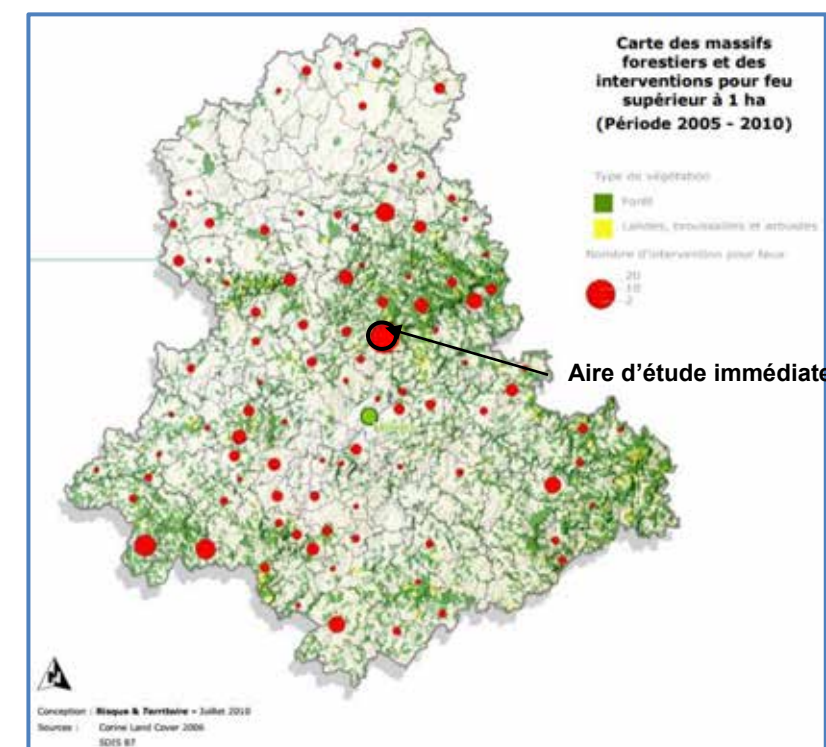 Carte des massifs
forestiers et des
interventions pour feu
supérieur à 1 ha
(Période 2005 - 2010)
Type de végétation
Forêt
Landes, broussailles et arbustes
Nombre d'intervention pour feux
20
10
2
Aire d'étude immédiate
Conception : Risque & Territoire - Juillet 2010
Sources : Corine Land Cover 2006
SDIS 87